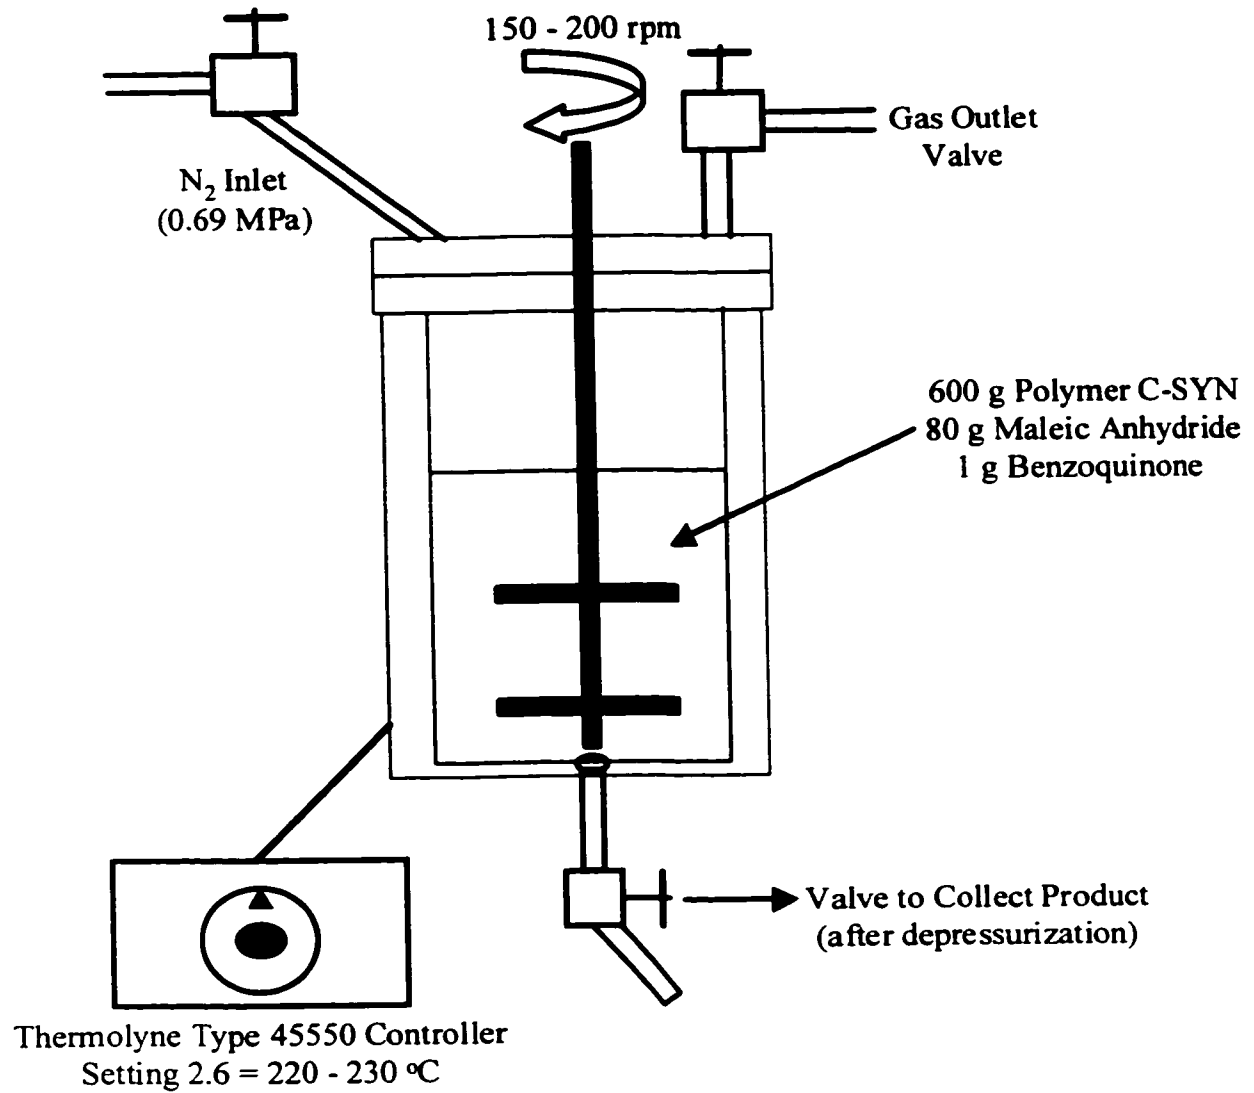 150 - 200 rpm
Gas Outlet
Valve
N₂ Inlet
(0.69 MPa)
600 g Polymer C-SYN
80 g Maleic Anhydride
1 g Benzoquinone
Valve to Collect Product
(after depressurization)
Thermolyne Type 45550 Controller
Setting 2.6 = 220 - 230 °C